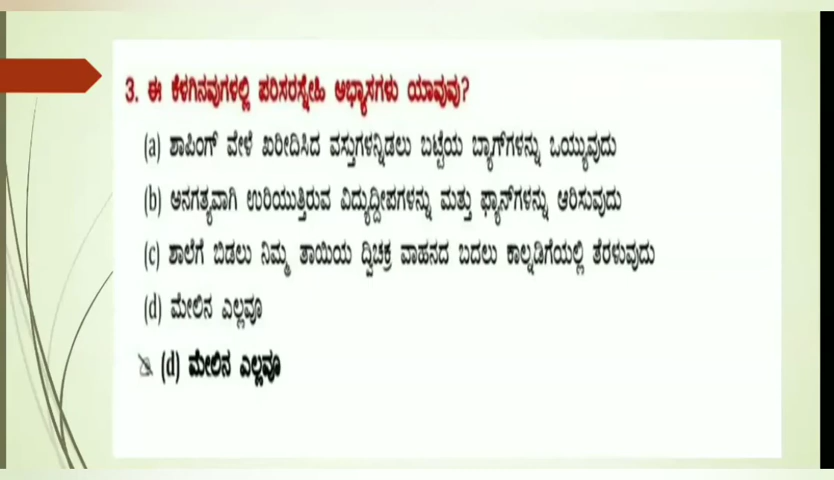 3. ಈ ಕೆಳಗಿನವುಗಳಲ್ಲಿ ಪರಿಸರಸ್ನೇಹಿ ಅಭ್ಯಾಸಗಳು ಯಾವುವು?
(a) ಶಾಪಿಂಗ್ ವೇಳೆ ಖರೀದಿಸಿದ ವಸ್ತುಗಳನ್ನಿಡಲು ಬಟ್ಟೆಯ ಬ್ಯಾಗ್‌ಗಳನ್ನು ಒಯ್ಯುವುದು
(b) ಅನಗತ್ಯವಾಗಿ ಉರಿಯುತ್ತಿರುವ ವಿದ್ಯುದ್ದೀಪಗಳನ್ನು ಮತ್ತು ಫ್ಯಾನ್‌ಗಳನ್ನು ಆರಿಸುವುದು
(c) ಶಾಲೆಗೆ ಬಿಡಲು ನಿಮ್ಮ ತಾಯಿಯ ದ್ವಿಚಕ್ರ ವಾಹನದ ಬದಲು ಕಾಲ್ನಡಿಗೆಯಲ್ಲಿ ತೆರಳುವುದು
(d) ಮೇಲಿನ ಎಲ್ಲವೂ
(d) ಮೇಲಿನ ಎಲ್ಲವೂ